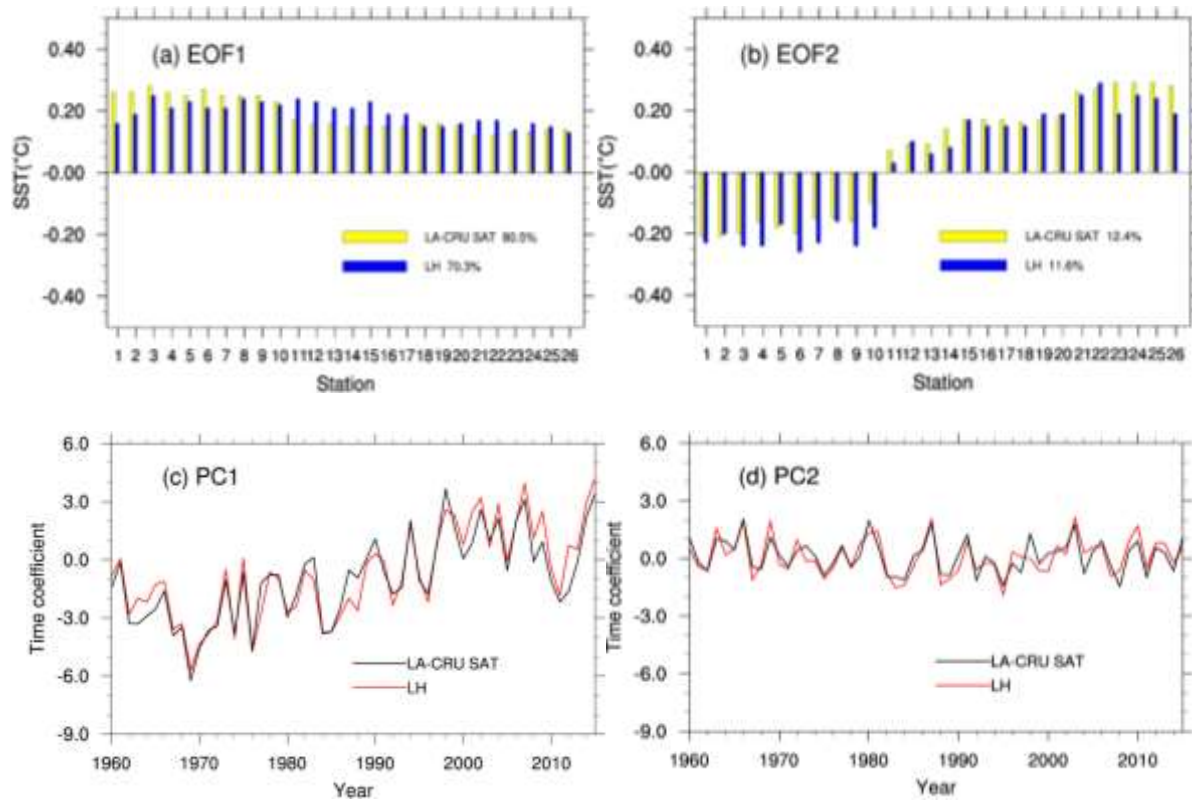 (a) EOF1
SST(°C)
0.40
0.20
-0.00
-0.20
-0.40
LA-CRU SAT 80.5%
LH 70.3%
1 2 3 4 5 6 7 8 9 10 11 12 13 14 15 16 17 18 19 20 21 22 23 24 25 26
Station
(b) EOF2
SST(°C)
0.40
0.20
-0.00
-0.20
-0.40
LA-CRU SAT 12.4%
LH 11.6%
1 2 3 4 5 6 7 8 9 10 11 12 13 14 15 16 17 18 19 20 21 22 23 24 25 26
Station
(c) PC1
Time coefficient
6.0
3.0
0.0
-3.0
-6.0
-9.0
LA-CRU SAT
LH
1960 1970 1980 1990 2000 2010
Year
(d) PC2
Time coefficient
6.0
3.0
0.0
-3.0
-6.0
-9.0
LA-CRU SAT
LH
1960 1970 1980 1990 2000 2010
Year